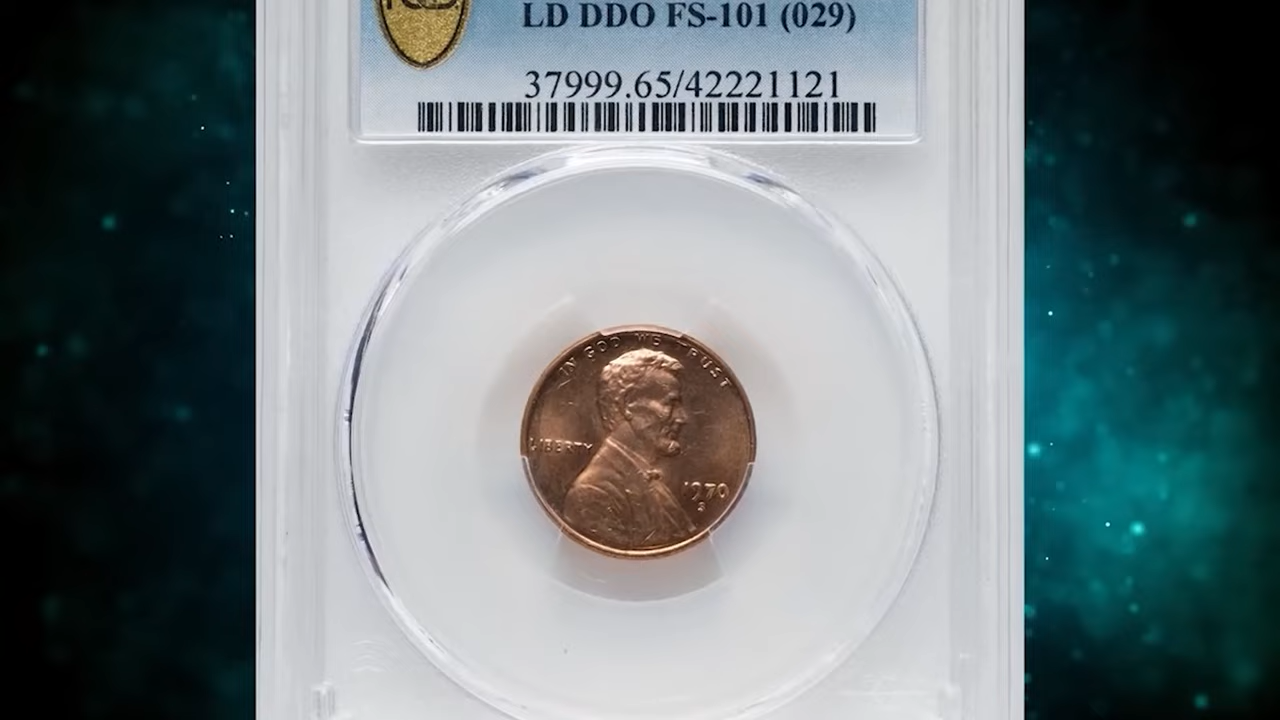 LD DDO FS-101 (029)
37999.65/42221121
IN GOD WE TRUST
LIBERTY
1970
S